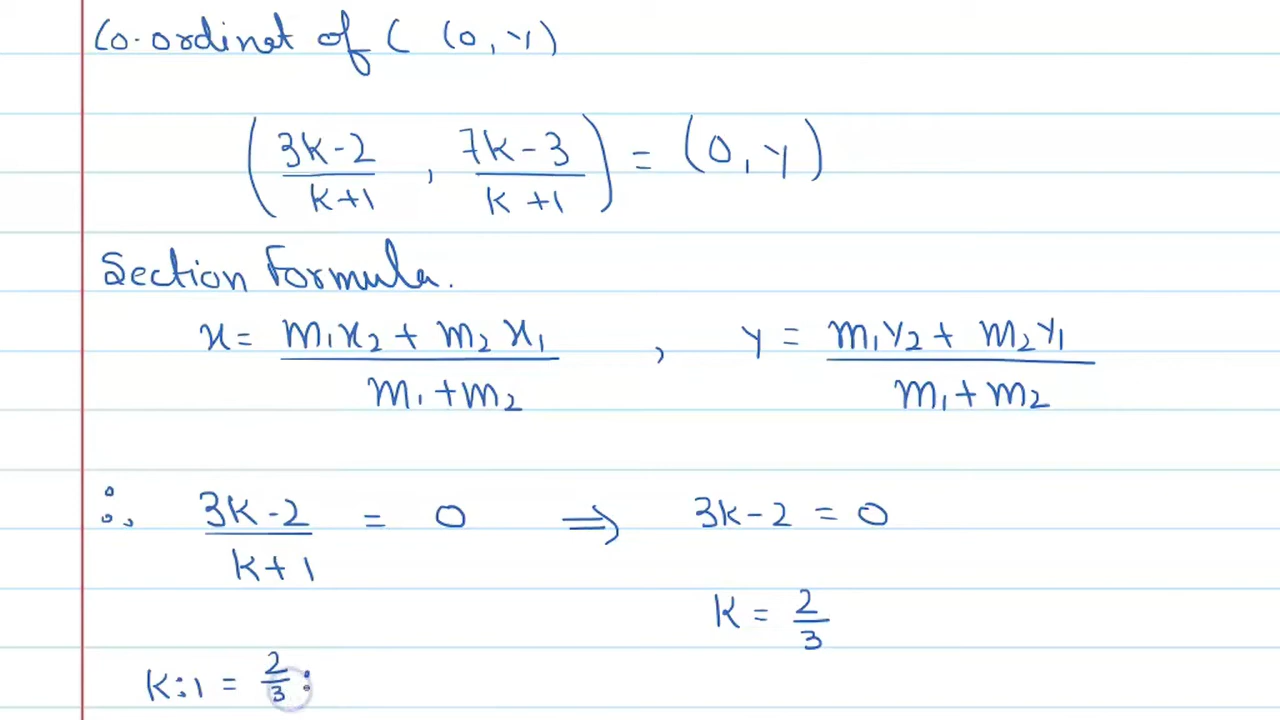 Co-ordinet of C (0, y)
(3k-2/k+1, 7k-3/k+1) = (0, y)
Section Formula.
x = m₁x₂ + m₂x₁/m₁+m₂, y = m₁y₂ + m₂y₁/m₁+m₂
∴ 3k-2/k+1 = 0 ⇒ 3k-2 = 0
k = 2/3
k:1 = 2/3 :